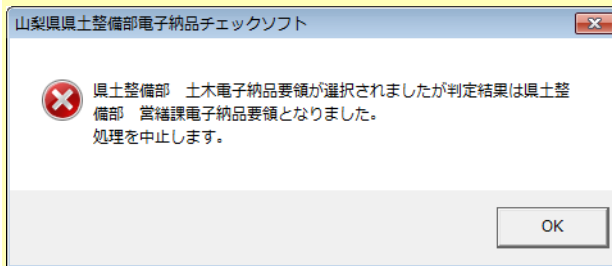 山梨県県土整備部電子納品チェックソフト
県土整備部　土木電子納品要領が選択されましたが判定結果は県土整
備部　営繕課電子納品要領となりました。
処理を中止します。
OK